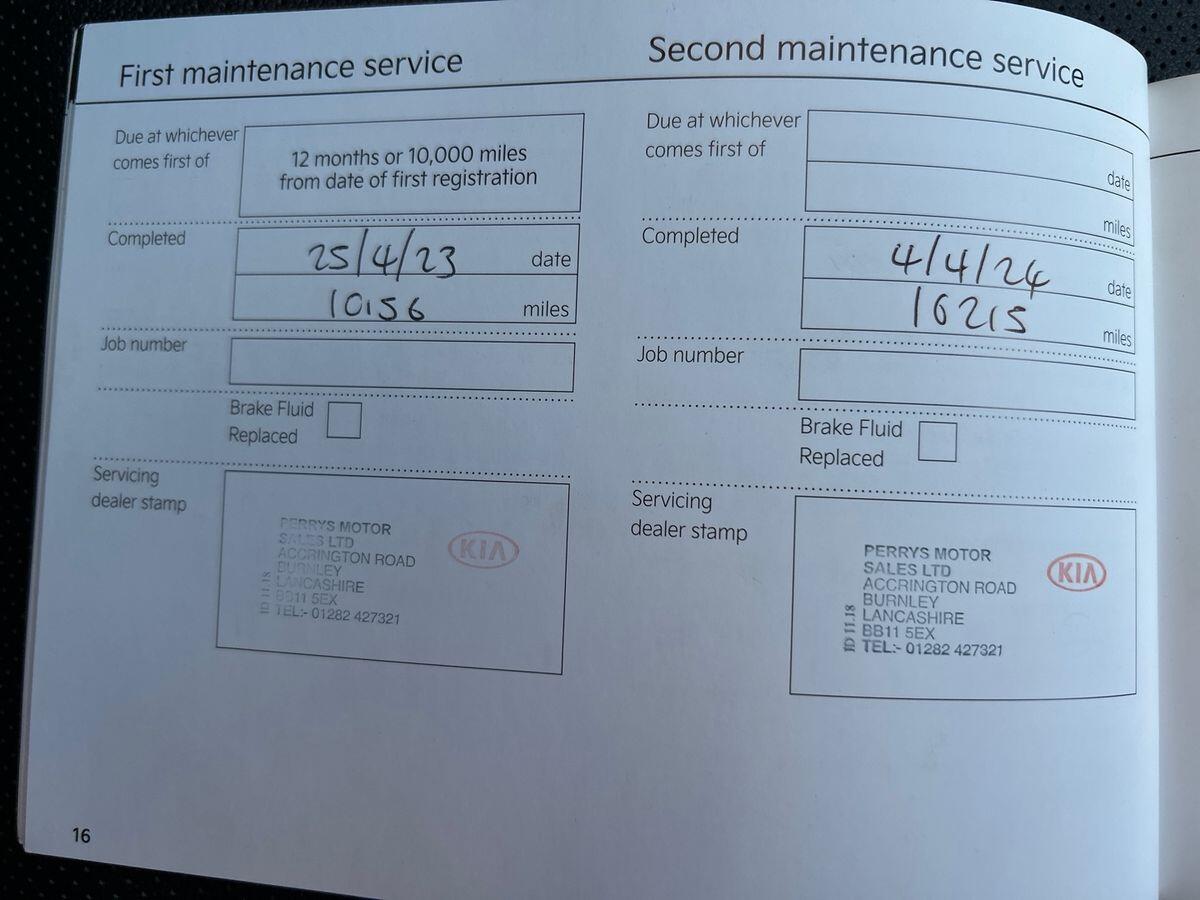 First maintenance service
Due at whichever
comes first of
12 months or 10,000 miles
from date of first registration
Completed
25/4/23 date
10156 miles
Job number
Brake Fluid
Replaced
Servicing
dealer stamp
PERRYS MOTOR
SALES LTD
ACCRINGTON ROAD
BURNLEY
LANCASHIRE
BB11 5EX
TEL:- 01282 427321
ID 11.18
KIA
16
Second maintenance service
Due at whichever
comes first of
date
miles
Completed
4/4/24 date
16215 miles
Job number
Brake Fluid
Replaced
Servicing
dealer stamp
PERRYS MOTOR
SALES LTD
ACCRINGTON ROAD
BURNLEY
LANCASHIRE
BB11 5EX
TEL:- 01282 427321
ID 11.18
KIA